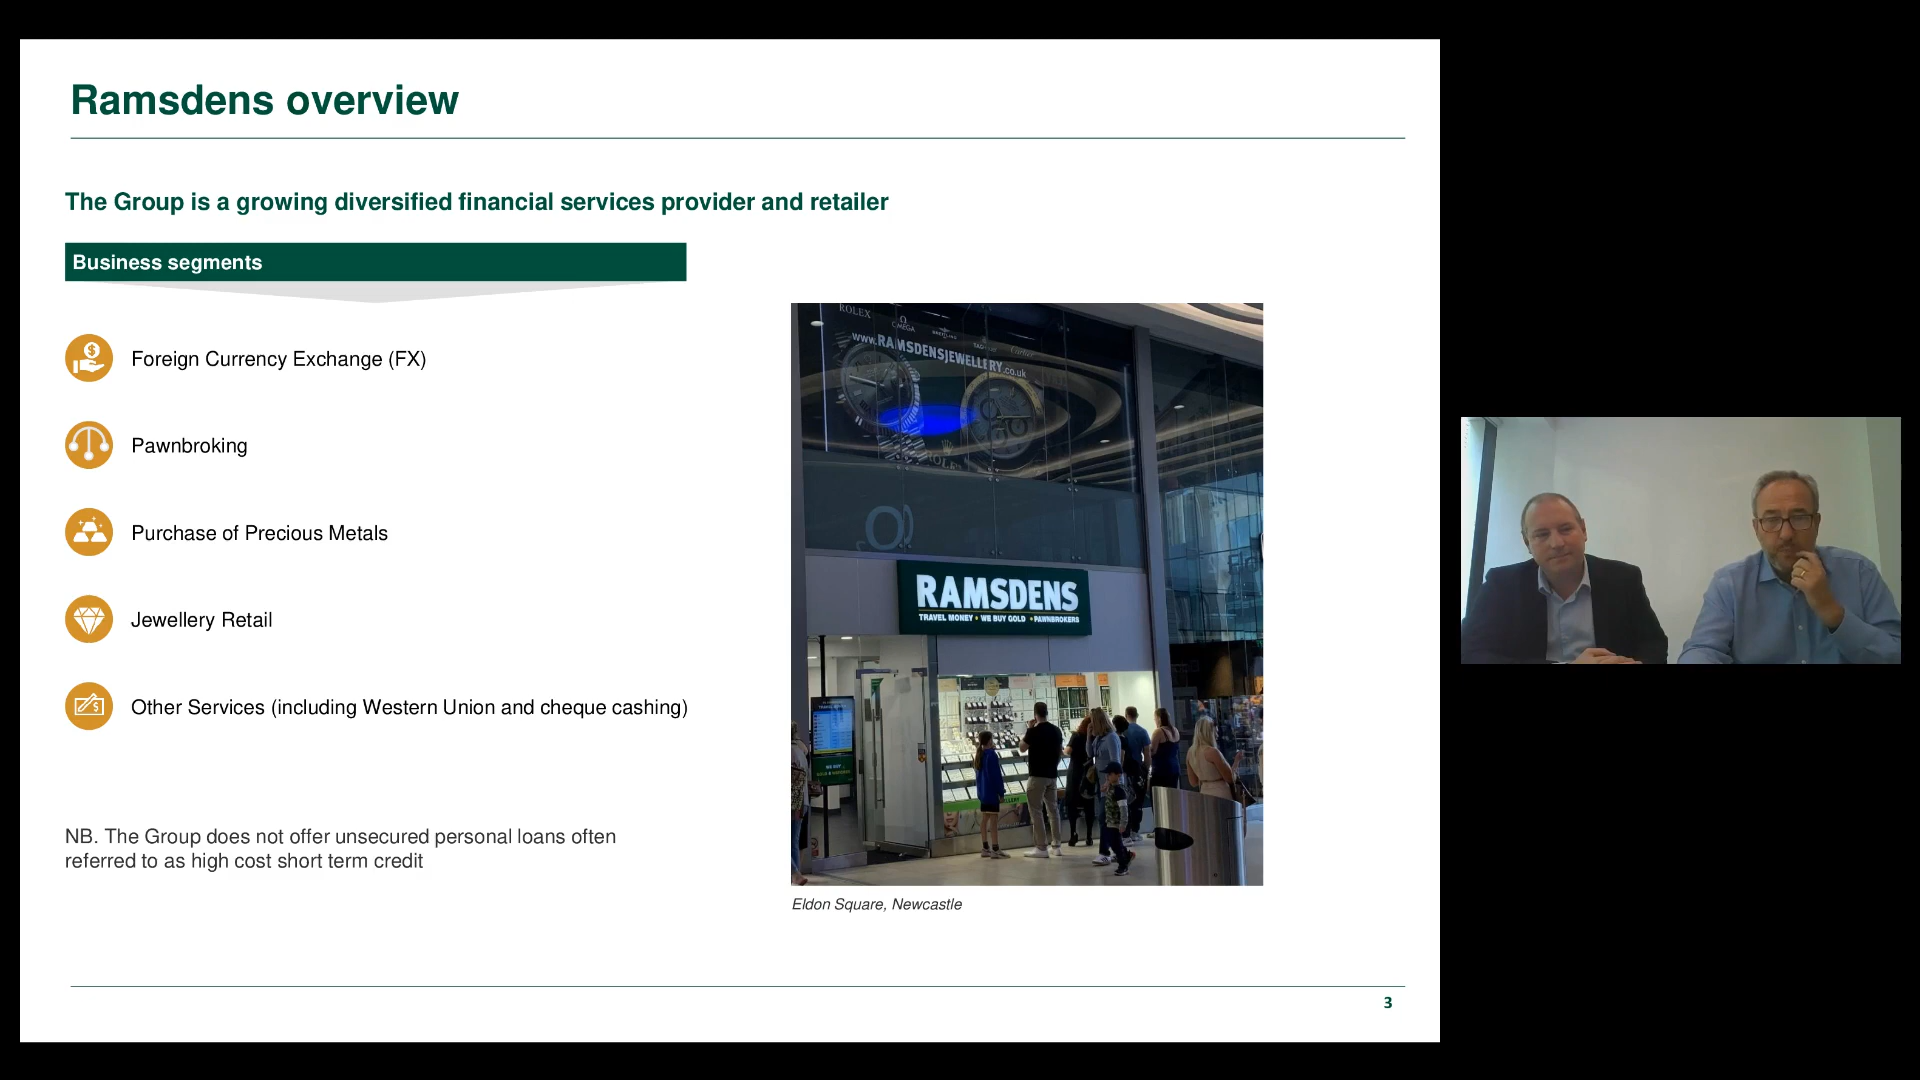 Ramsdens overview
The Group is a growing diversified financial services provider and retailer
Business segments
Foreign Currency Exchange (FX)
Pawnbroking
Purchase of Precious Metals
Jewellery Retail
Other Services (including Western Union and cheque cashing)
NB. The Group does not offer unsecured personal loans often
referred to as high cost short term credit
ROLEX
OMEGA
www.RAMSDENSJEWELLERY.co.uk
RAMSDENS
TRAVEL MONEY • WE BUY GOLD • PAWNBROKERS
Eldon Square, Newcastle
3